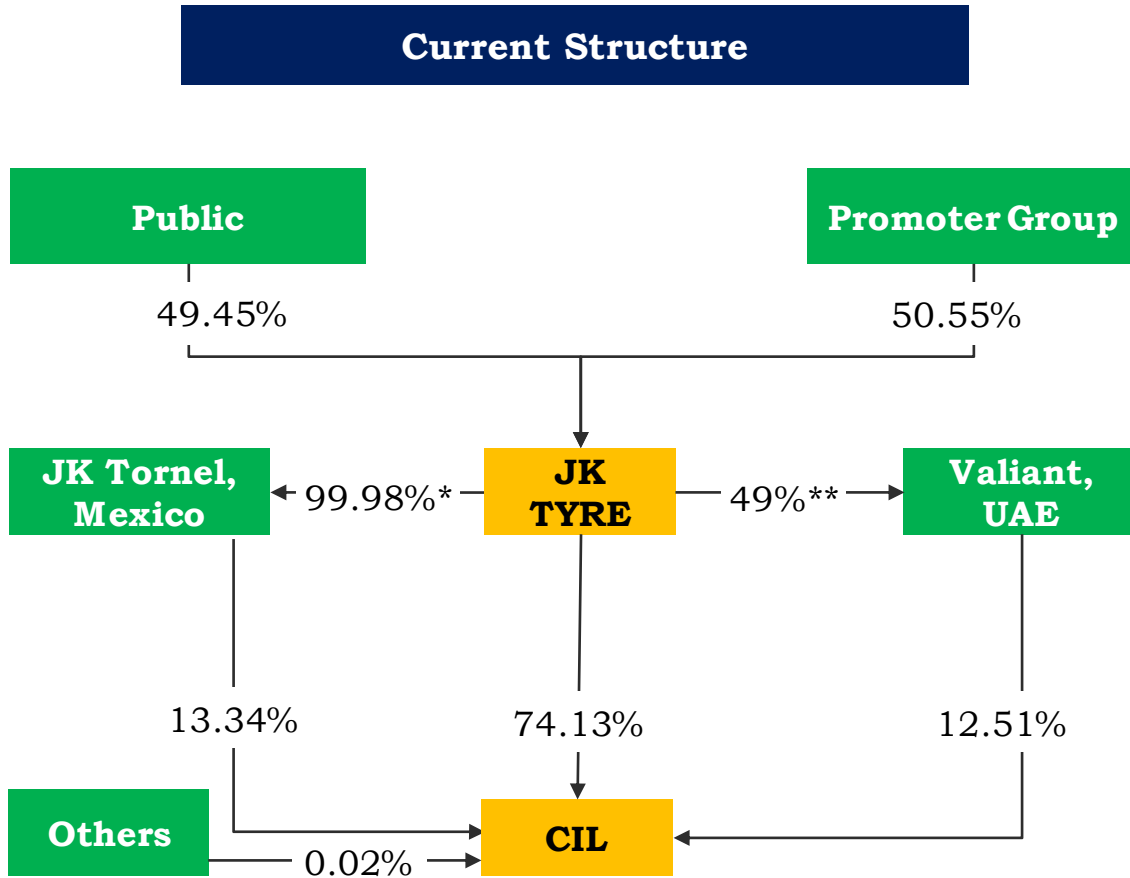 Current Structure
Public
Promoter Group
49.45%
50.55%
JK Tornel,
Mexico
99.98%*
JK
TYRE
49%**
Valiant,
UAE
13.34%
74.13%
12.51%
Others
0.02%
CIL